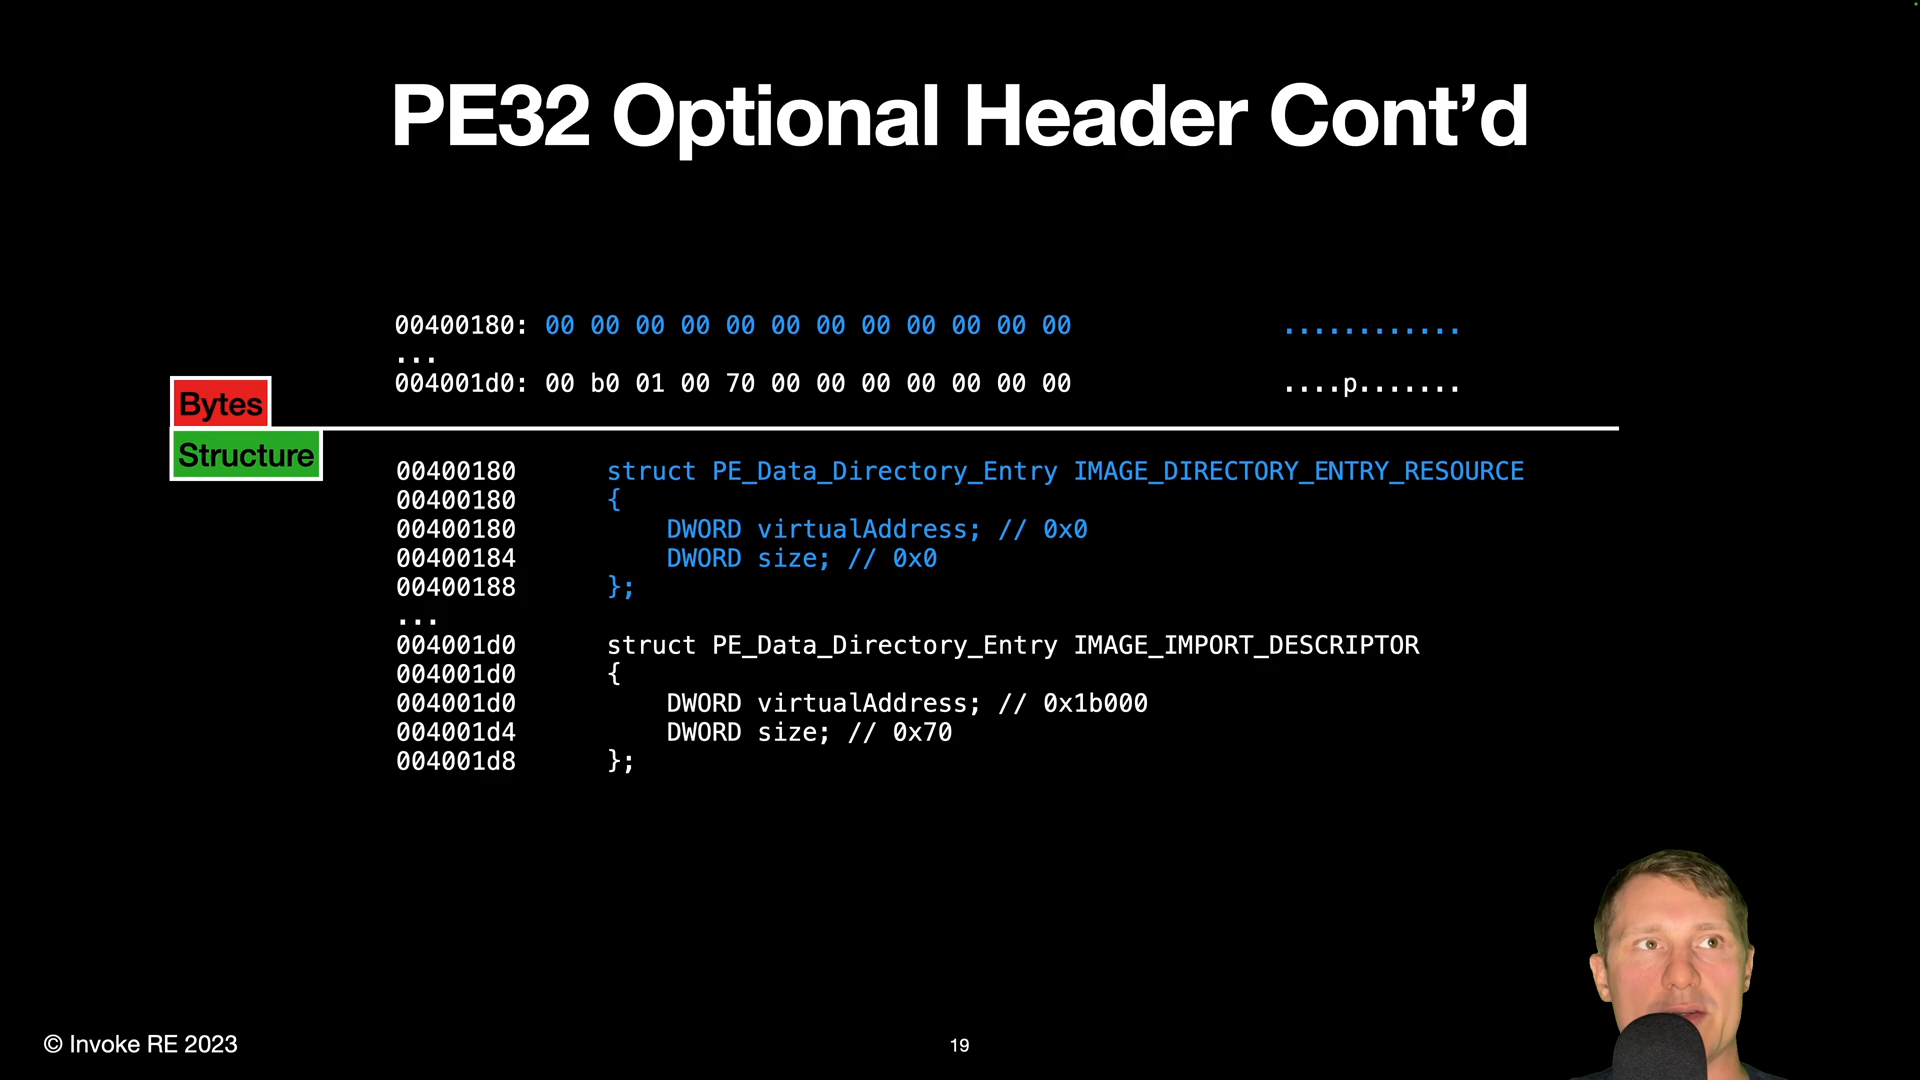 PE32 Optional Header Cont’d
00400180: 00 00 00 00 00 00 00 00 00 00 00 00 ............
...
004001d0: 00 b0 01 00 70 00 00 00 00 00 00 00 ....p.......
Bytes
Structure
00400180 struct PE_Data_Directory_Entry IMAGE_DIRECTORY_ENTRY_RESOURCE
00400180 {
00400180 DWORD virtualAddress; // 0x0
00400184 DWORD size; // 0x0
00400188 };
...
004001d0 struct PE_Data_Directory_Entry IMAGE_IMPORT_DESCRIPTOR
004001d0 {
004001d0 DWORD virtualAddress; // 0x1b000
004001d4 DWORD size; // 0x70
004001d8 };
© Invoke RE 2023
19